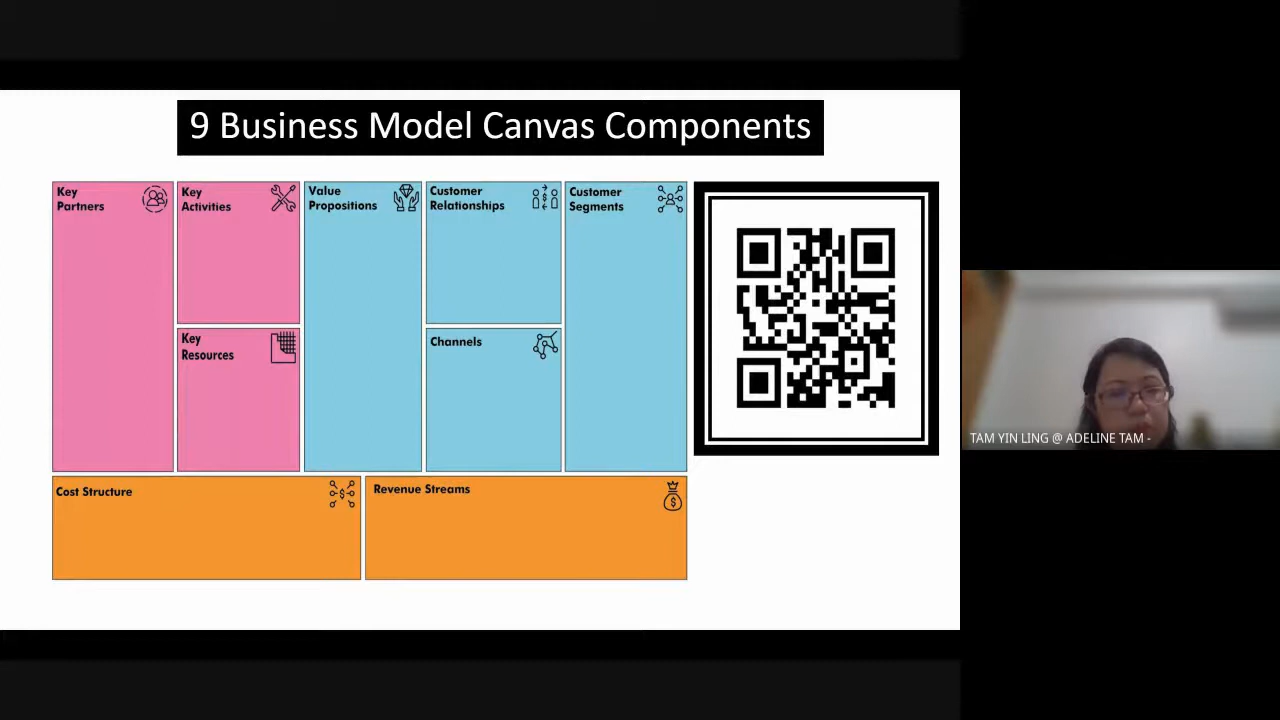 9 Business Model Canvas Components
Key
Partners
Key
Activities
Value
Propositions
Customer
Relationships
Customer
Segments
Key
Resources
Channels
Cost Structure
Revenue Streams
TAM YIN LING @ ADELINE TAM -